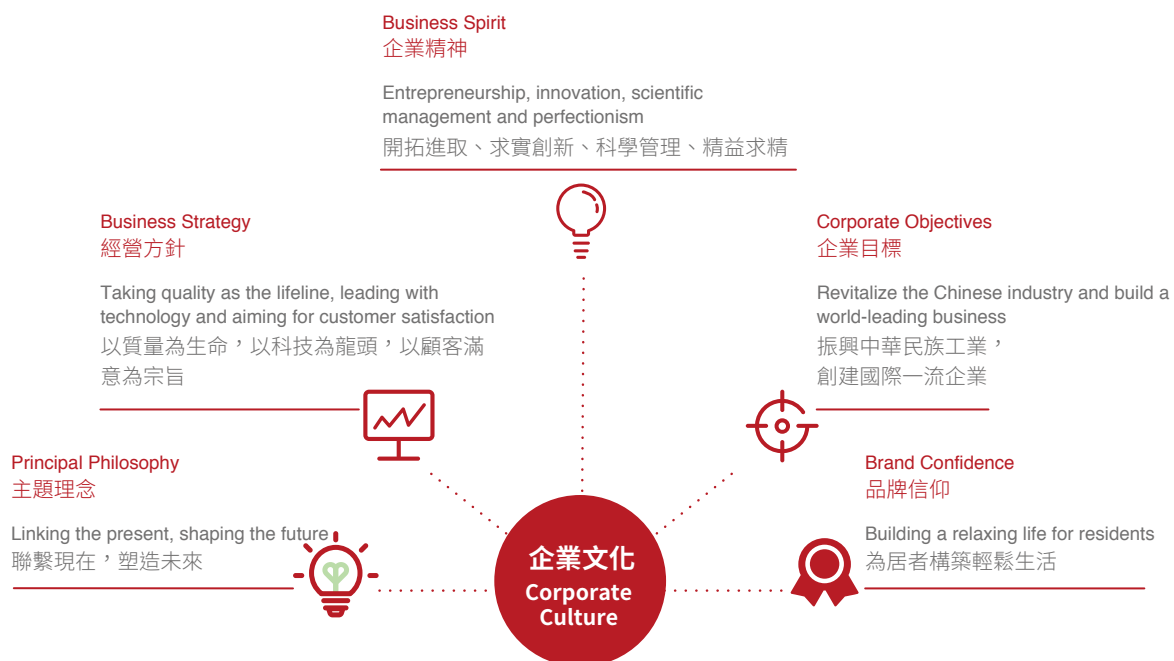 Business Spirit
企業精神
Entrepreneurship, innovation, scientific
management and perfectionism
開拓進取、求實創新、科學管理、精益求精
Business Strategy
經營方針
Taking quality as the lifeline, leading with
technology and aiming for customer satisfaction
以質量為生命，以科技為龍頭，以顧客滿
意為宗旨
Corporate Objectives
企業目標
Revitalize the Chinese industry and build a
world-leading business
振興中華民族工業，
創建國際一流企業
Principal Philosophy
主題理念
Linking the present, shaping the future
聯繫現在，塑造未來
Brand Confidence
品牌信仰
Building a relaxing life for residents
為居者構築輕鬆生活
企業文化
Corporate
Culture